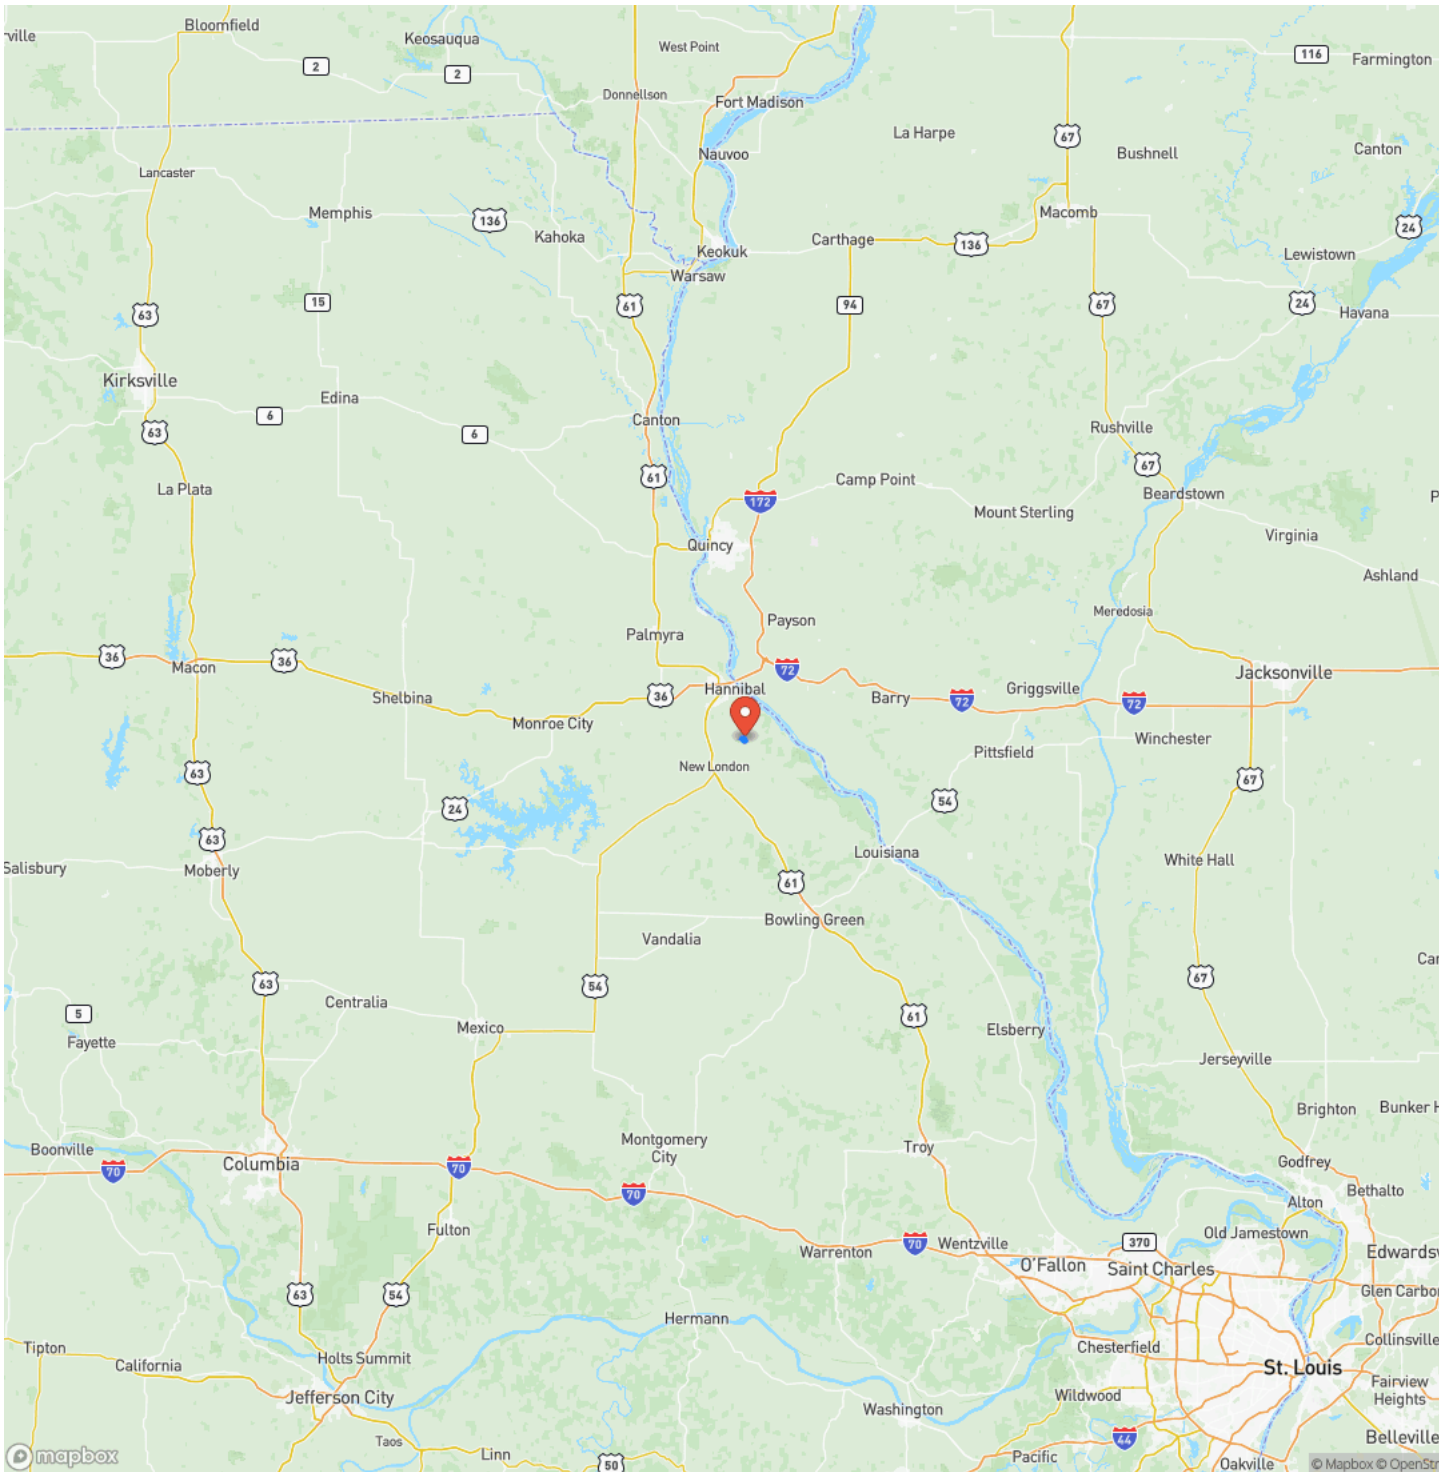 Bloomfield
rville
Keosauqua
West Point
116
Farmington
2
2
Donnellson
Fort Madison
La Harpe
67
Bushnell
Canton
Nauvoo
Lancaster
Memphis
136
Kahoka
Macomb
24
Carthage
136
Keokuk
Lewistown
Warsaw
15
61
94
67
24
Havana
63
Kirksville
Edina
6
6
63
Canton
Rushville
67
61
La Plata
Camp Point
Beardstown
172
Mount Sterling
P
Virginia
Quincy
Ashland
Meredosia
Payson
Palmyra
36
36
Macon
72
Jacksonville
Hannibal
Griggsville
Shelbina
36
Barry
72
72
Monroe City
Winchester
Pittsfield
New London
63
67
24
54
63
Louisiana
White Hall
Salisbury
Moberly
61
Bowling Green
Vandalia
Car
63
54
67
Centralia
5
61
Mexico
Elsberry
Fayette
Jerseyville
Brighton
Bunker H
Montgomery
City
Boonville
Troy
Columbia
70
70
Godfrey
70
Bethalto
Alton
Fulton
Old Jamestown
70
Wentzville
370
Warrenton
Edwardsv
O'Fallon
Saint Charles
63
54
Glen Carbon
Hermann
Collinsville
Tipton
Chesterfield
California
Holts Summit
St. Louis
Jefferson City
Wildwood
Fairview
Heights
Washington
Taos
44
Belleville
Linn
Pacific
50
Oakville
mapbox
© Mapbox © OpenStr